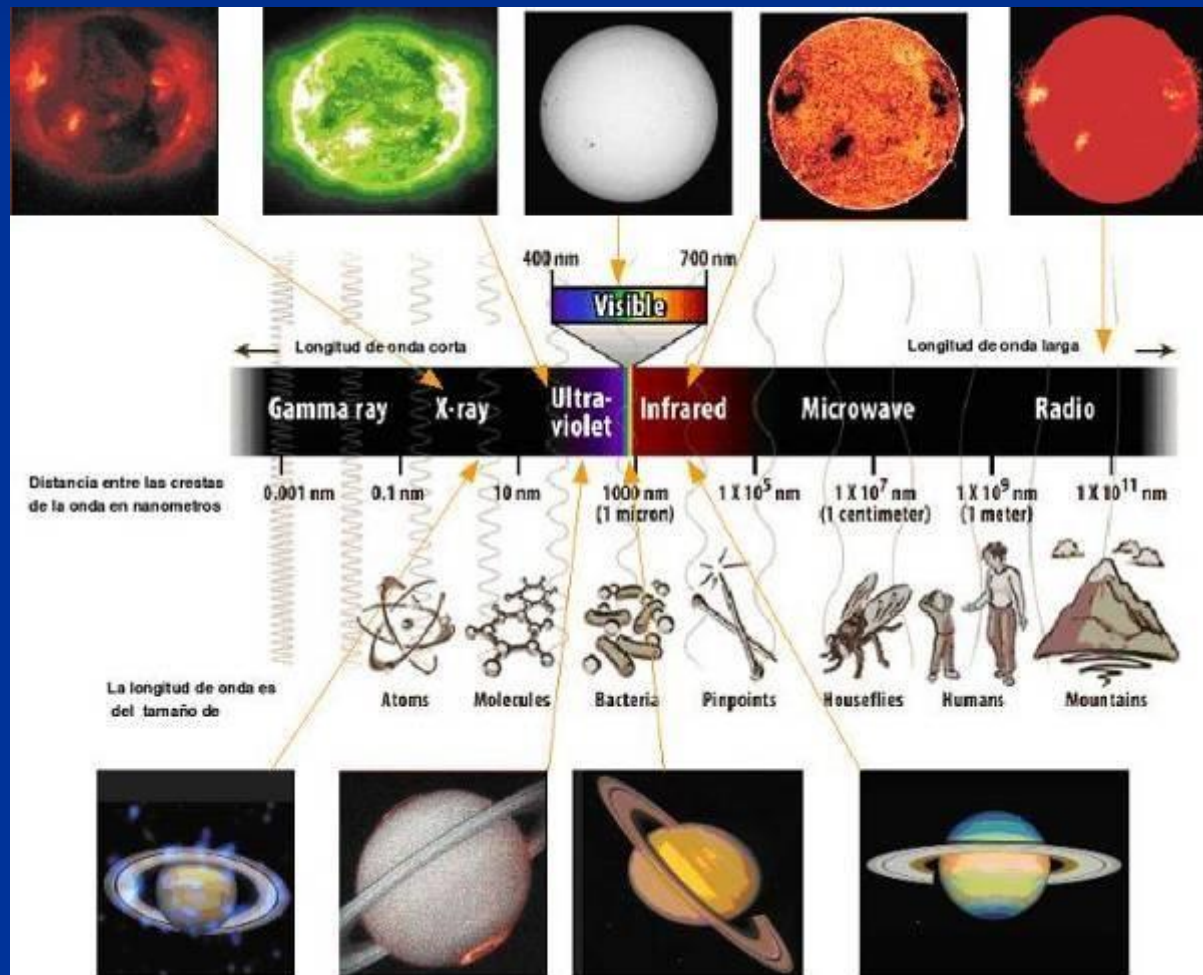 400 nm
700 nm
Visible
Longitud de onda corta
Longitud de onda larga
Gamma ray
X-ray
Ultra-
violet
Infrared
Microwave
Radio
Distancia entre las crestas
de la onda en nanometros
0.001 nm
0.1 nm
10 nm
1000 nm
(1 micron)
1 X 10⁵ nm
1 X 10⁷ nm
(1 centimeter)
1 X 10⁹ nm
(1 meter)
1 X 10¹¹ nm
La longitud de onda es
del tamaño de
Atoms
Molecules
Bacteria
Pinpoints
Houseflies
Humans
Mountains